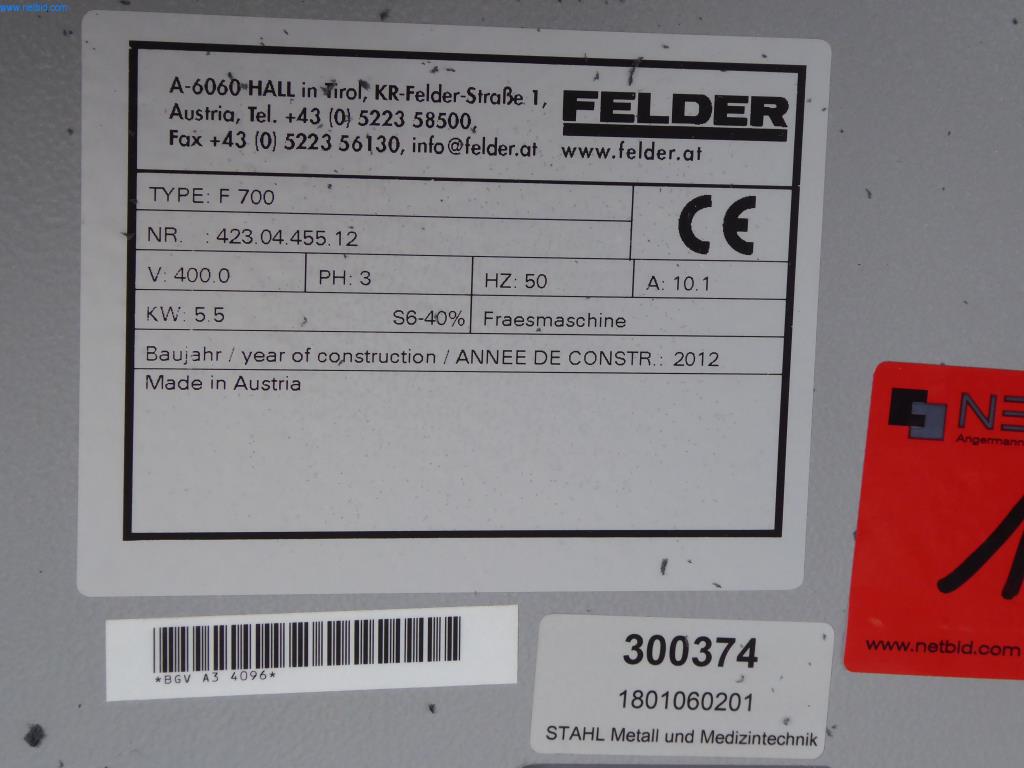 www.netbid.com
A-6060 HALL in Tirol, KR-Felder-Straße 1,
Austria, Tel. +43 (0) 5223 58500,
Fax +43 (0) 5223 56130, info@felder.at
FELDER
www.felder.at
TYPE: F 700
NR. : 423.04.455.12
CE
V: 400.0 PH: 3 HZ: 50 A: 10.1
KW: 5.5 S6-40% Fraesmaschine
Baujahr / year of construction / ANNEE DE CONSTR.: 2012
Made in Austria
*BGV A3 4096*
300374
1801060201
STAHL Metall und Medizintechnik
NE
Angermann
www.netbid.com